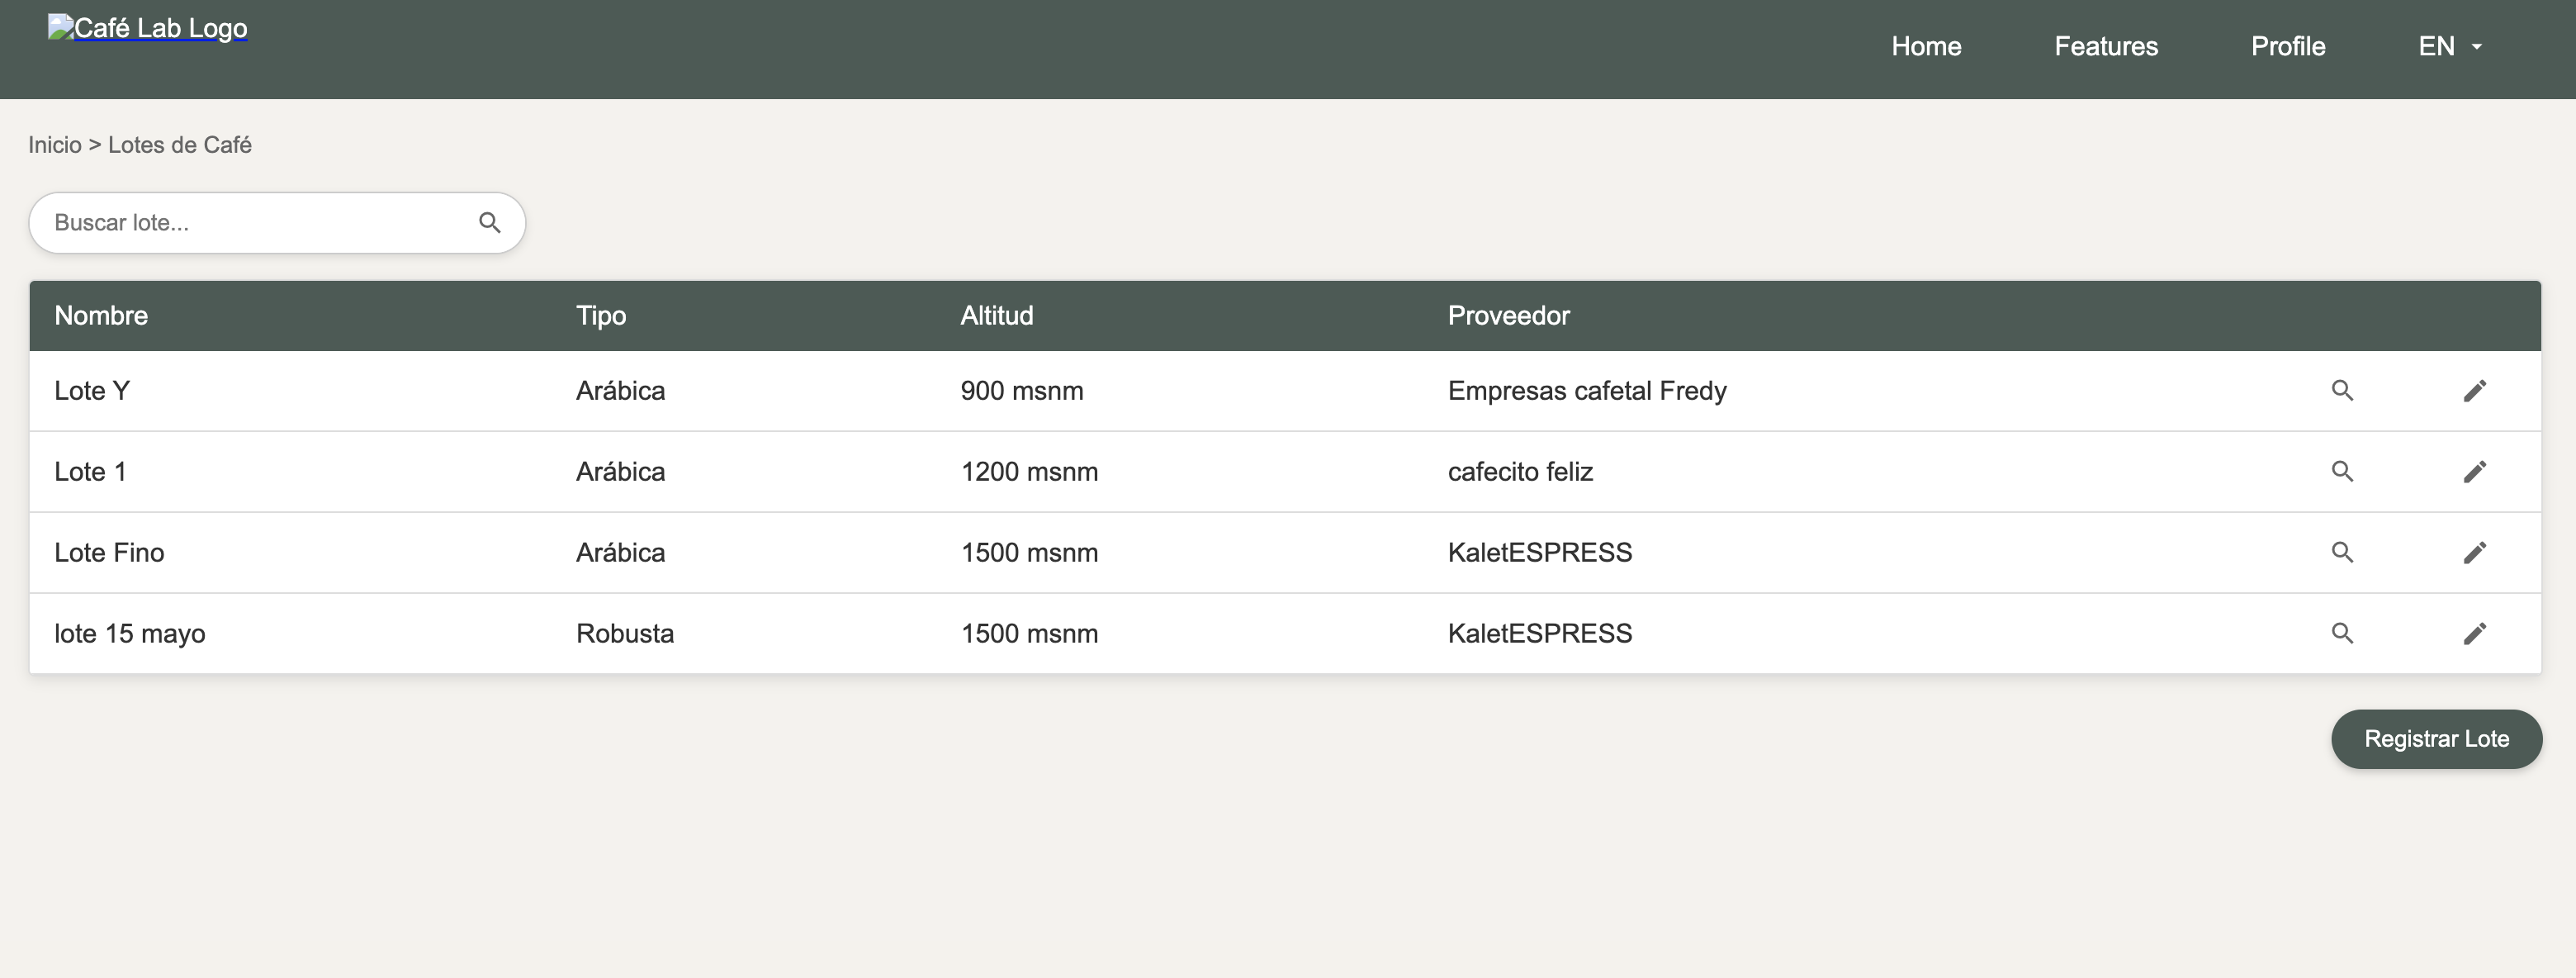 Café Lab Logo
Home Features Profile EN
Inicio > Lotes de Café
Buscar lote...
Nombre Tipo Altitud Proveedor
Lote Y Arábica 900 msnm Empresas cafetal Fredy
Lote 1 Arábica 1200 msnm cafecito feliz
Lote Fino Arábica 1500 msnm KaletESPRESS
lote 15 mayo Robusta 1500 msnm KaletESPRESS
Registrar Lote